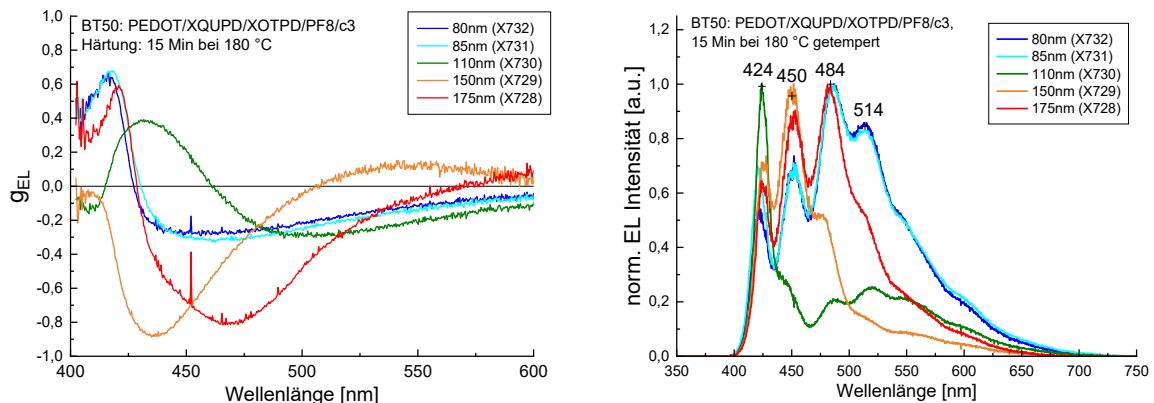 BT50: PEDOT/XQUPD/XOTPD/PF8/c3
Härtung: 15 Min bei 180 °C
80nm (X732)
85nm (X731)
110nm (X730)
150nm (X729)
175nm (X728)
1,0
0,8
0,6
0,4
0,2
0,0
-0,2
-0,4
-0,6
-0,8
-1,0
gEL
400
450
500
550
600
Wellenlänge [nm]
BT50: PEDOT/XQUPD/XOTPD/PF8/c3,
15 Min bei 180 °C getempert
80nm (X732)
85nm (X731)
110nm (X730)
150nm (X729)
175nm (X728)
424
450
484
514
1,0
0,8
0,6
0,4
0,2
0,0
norm. EL Intensität [a.u.]
350
400
450
500
550
600
650
700
750
Wellenlänge [nm]